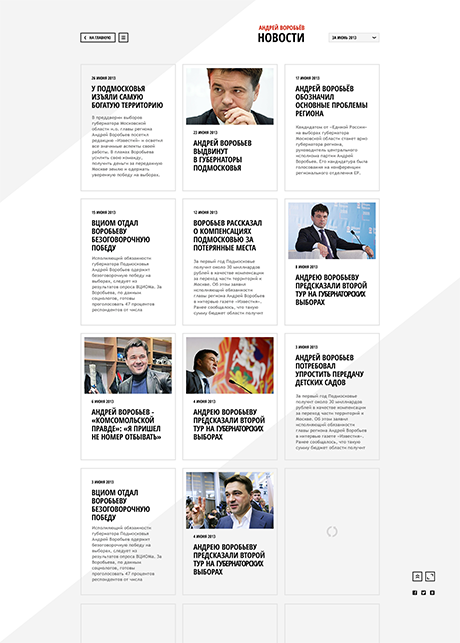 НА ГЛАВНУЮ
АНДРЕЙ ВОРОБЬЁВ
НОВОСТИ
24 ИЮНЬ 2013
26 ИЮНЯ 2013
У ПОДМОСКОВЬЯ
ИЗЪЯЛИ САМУЮ
БОГАТУЮ ТЕРРИТОРИЮ
В преддверии выборов
губернатора Московской
области и.о. главы региона
Андрей Воробьев посетил
редакцию «Известий» и осветил
все значимые аспекты своей
работы. В планах Воробьева
усилить свою команду,
получить деньги за переданную
Москве землю и одержать
уверенную победу на выборах.
23 ИЮНЯ 2013
АНДРЕЙ ВОРОБЬЕВ
ВЫДВИНУТ
В ГУБЕРНАТОРЫ
ПОДМОСКОВЬЯ
17 ИЮНЯ 2013
АНДРЕЙ ВОРОБЬЁВ
ОБОЗНАЧИЛ
ОСНОВНЫЕ ПРОБЛЕМЫ
РЕГИОНА
Кандидатом от «Единой России»
на выборах губернатора
Московской области станет врио
губернатора региона,
руководитель центрального
исполкома партии Андрей
Воробьёв. Его кандидатура была
голосование на конференции
регионального отделения ЕР.
15 ИЮНЯ 2013
ВЦИОМ ОТДАЛ
ВОРОБЬЕВУ
БЕЗОГОВОРОЧНУЮ
ПОБЕДУ
Исполняющий обязанности
губернатора Подмосковья
Андрей Воробьев одержит
уверенную победу на
выборах, следует из
результатов опроса ВЦИОМа. За
Воробьева, по данным
социологов, готовы
проголосовать 47 процентов
респондентов от числа
12 ИЮНЯ 2013
ВОРОБЬЕВ РАССКАЗАЛ
О КОМПЕНСАЦИЯХ
ПОДМОСКОВЬЮ ЗА
ПОТЕРЯННЫЕ МЕСТА
За первый год Подмосковье
получит около 30 миллиардов
рублей в качестве компенсации
за переход части территорий к
Москве. Об этом заявил
исполняющий обязанности
главы региона Андрей Воробьев
в интервью газете «Известия».
Ранее сообщалось, что такую
сумму бюджет области получит
8 ИЮНЯ 2013
АНДРЕЮ ВОРОБЬЕВУ
ПРЕДСКАЗАЛИ ВТОРОЙ
ТУР НА ГУБЕРНАТОРСКИХ
ВЫБОРАХ
6 ИЮНЯ 2013
АНДРЕЙ ВОРОБЬЕВ -
«КОМСОМОЛЬСКОЙ
ПРАВДЕ»: «Я ПРИШЕЛ
НЕ НОМЕР ОТБЫВАТЬ»
4 ИЮНЯ 2013
АНДРЕЮ ВОРОБЬЕВУ
ПРЕДСКАЗАЛИ ВТОРОЙ
ТУР НА ГУБЕРНАТОРСКИХ
ВЫБОРАХ
3 ИЮНЯ 2013
АНДРЕЙ ВОРОБЬЕВ
ПОТРЕБОВАЛ
УПРОСТИТЬ ПЕРЕДАЧУ
ДЕТСКИХ САДОВ
За первый год Подмосковье
получит около 30 миллиардов
рублей в качестве компенсации
за переход части территорий к
Москве. Об этом заявил
исполняющий обязанности
главы региона Андрей Воробьев
в интервью газете «Известия».
Ранее сообщалось, что такую
сумму бюджет области получит
3 ИЮНЯ 2013
ВЦИОМ ОТДАЛ
ВОРОБЬЕВУ
БЕЗОГОВОРОЧНУЮ
ПОБЕДУ
Исполняющий обязанности
губернатора Подмосковья
Андрей Воробьев одержит
уверенную победу на
выборах, следует из
результатов опроса ВЦИОМа. За
Воробьева, по данным
социологов, готовы
проголосовать 47 процентов
респондентов от числа
4 ИЮНЯ 2013
АНДРЕЮ ВОРОБЬЕВУ
ПРЕДСКАЗАЛИ ВТОРОЙ
ТУР НА ГУБЕРНАТОРСКИХ
ВЫБОРАХ